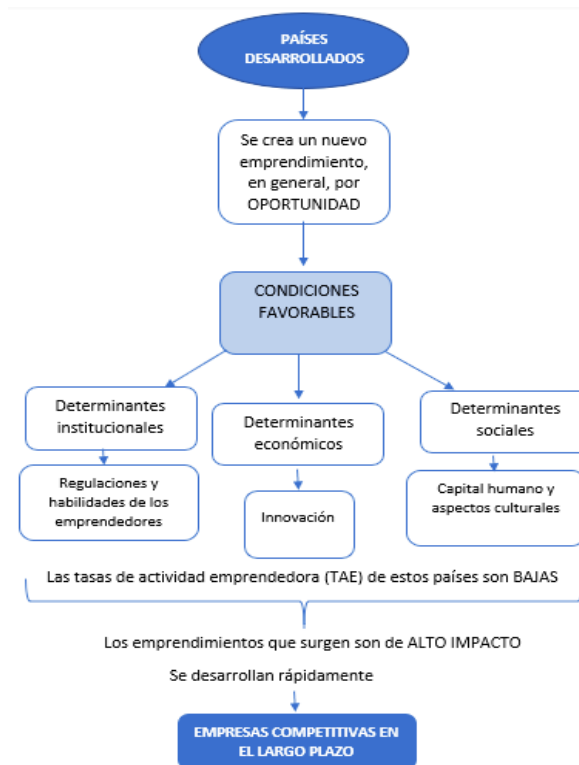 PAÍSES
DESARROLLADOS
Se crea un nuevo
emprendimiento,
en general, por
OPORTUNIDAD
CONDICIONES
FAVORABLES
Determinantes
institucionales
Determinantes
económicos
Determinantes
sociales
Regulaciones y
habilidades de los
emprendedores
Innovación
Capital humano y
aspectos culturales
Las tasas de actividad emprendedora (TAE) de estos países son BAJAS
Los emprendimientos que surgen son de ALTO IMPACTO
Se desarrollan rápidamente
EMPRESAS COMPETITIVAS EN
EL LARGO PLAZO